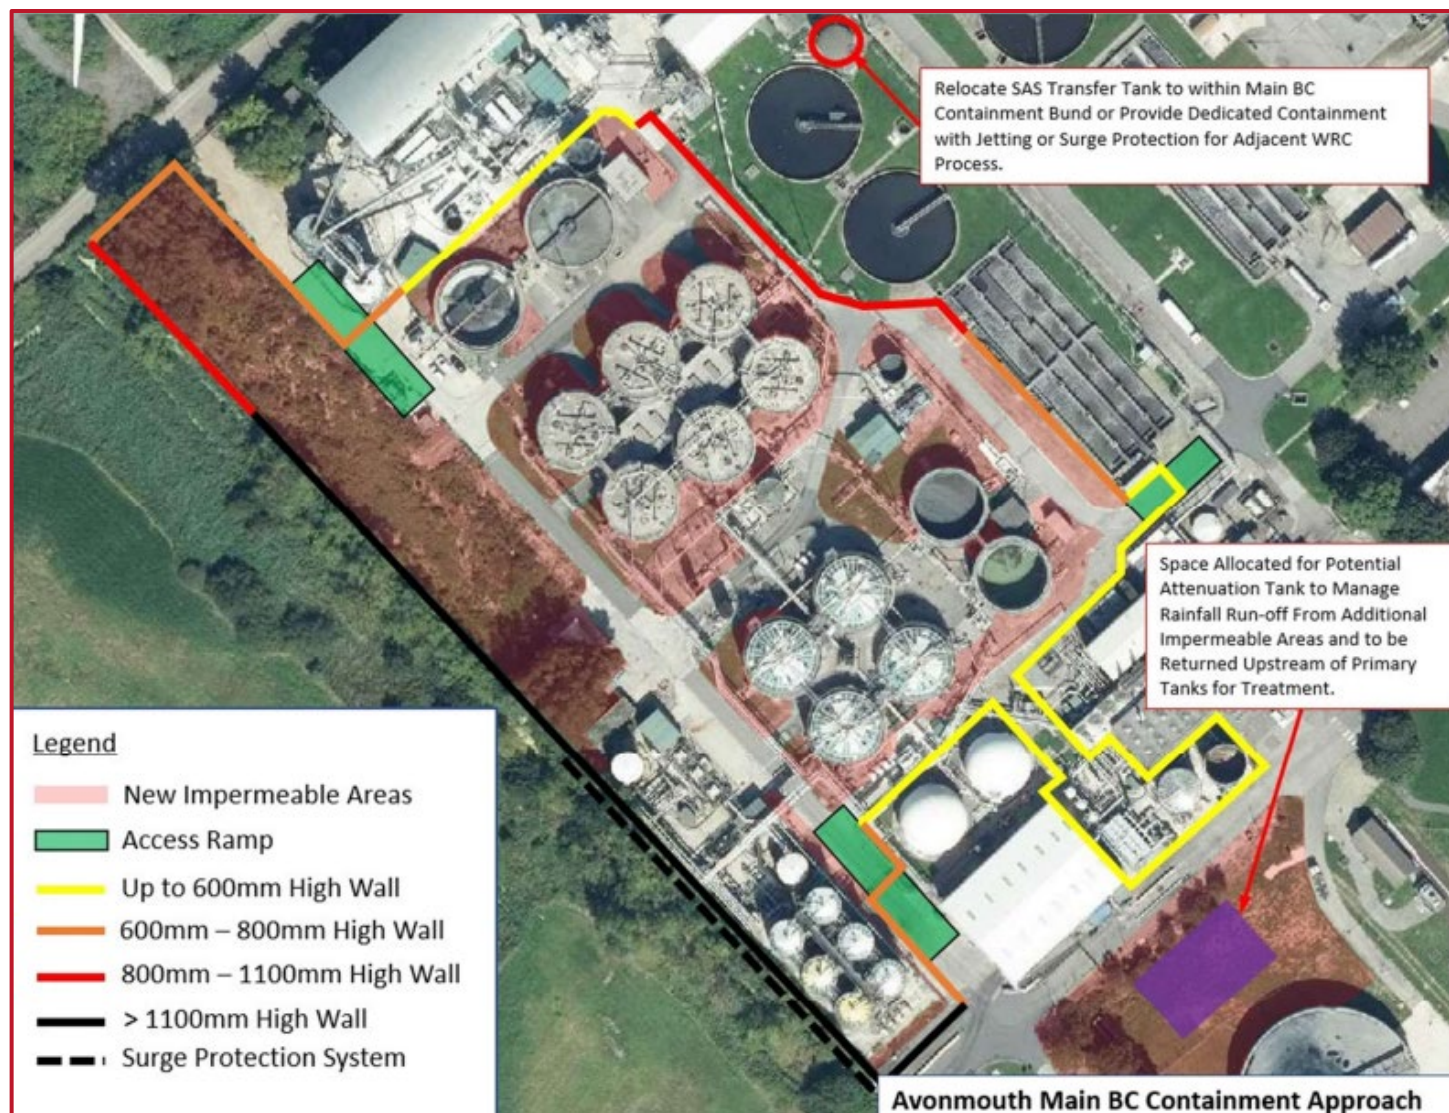 Relocate SAS Transfer Tank to within Main BC
Containment Bund or Provide Dedicated Containment
with Jetting or Surge Protection for Adjacent WRC
Process.
Space Allocated for Potential
Attenuation Tank to Manage
Rainfall Run-off From Additional
Impermeable Areas and to be
Returned Upstream of Primary
Tanks for Treatment.
Legend
New Impermeable Areas
Access Ramp
Up to 600mm High Wall
600mm – 800mm High Wall
800mm – 1100mm High Wall
> 1100mm High Wall
Surge Protection System
Avonmouth Main BC Containment Approach